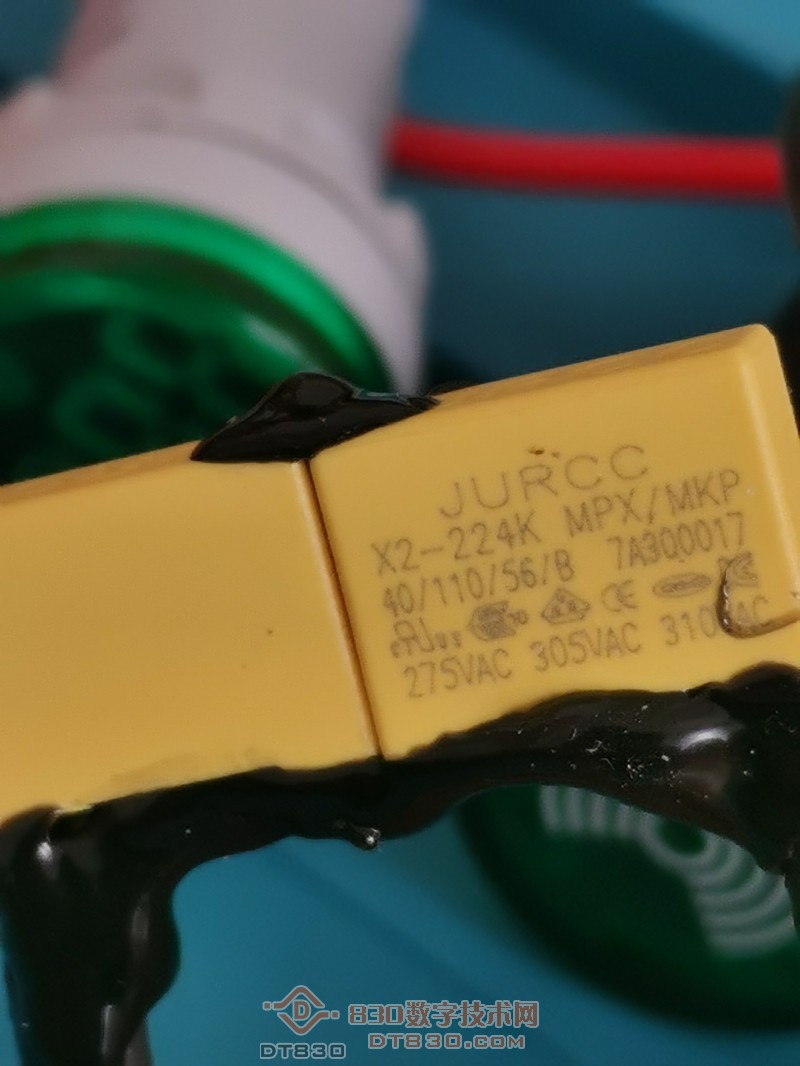 JURCC
X2-224K MPX/MKP
40/110/56/B 7A3Q0017
275VAC 305VAC 310VAC
830数字技术网
DT830 DT830.COM